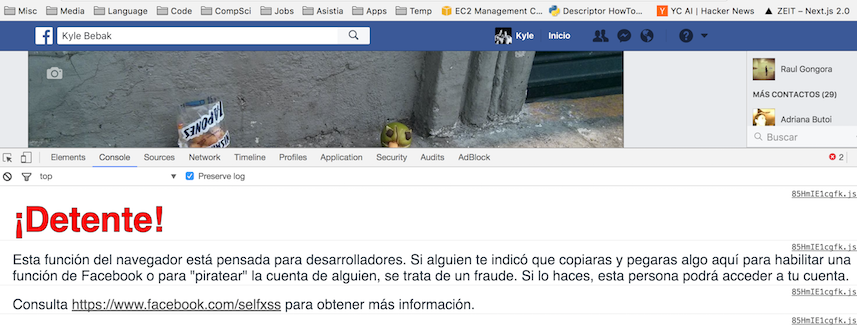 Misc Media Language Code CompSci Jobs Asistia Apps Temp EC2 Management C... Descriptor HowTo... YC AI | Hacker News ZEIT – Next.js 2.0
Kyle Bebak Kyle Inicio
JAPONES
Raul Gongora
MÁS CONTACTOS (29)
Adriana Butoi
Buscar
Elements Console Sources Network Timeline Profiles Application Security Audits AdBlock 2
top Preserve log
85HmIE1cgfk.js
¡Detente!
85HmIE1cgfk.js
Esta función del navegador está pensada para desarrolladores. Si alguien te indicó que copiaras y pegaras algo aquí para habilitar una
función de Facebook o para "piratear" la cuenta de alguien, se trata de un fraude. Si lo haces, esta persona podrá acceder a tu cuenta.
85HmIE1cgfk.js
Consulta https://www.facebook.com/selfxss para obtener más información.
85HmIE1cgfk.js